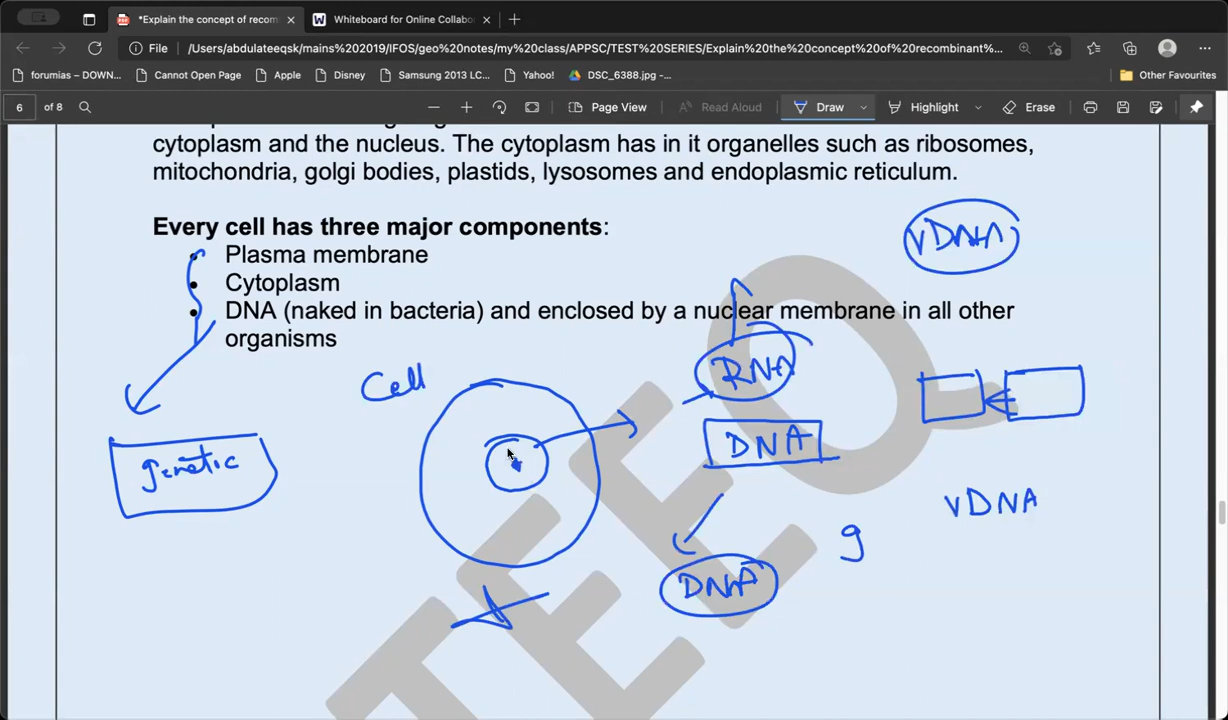 *Explain the concept of recom
Whiteboard for Online Collabo
File
/Users/abdulateeqsk/mains%202019/IFOS/geo%20notes/my%20class/APPSC/TEST%20SERIES/Explain%20the%20concept%20of%20recombinant%...
forumias – DOWN...
Cannot Open Page
Apple
Disney
Samsung 2013 LC...
Yahoo!
DSC_6388.jpg -...
Other Favourites
6 of 8
Page View
Read Aloud
Draw
Highlight
Erase
cytoplasm and the nucleus. The cytoplasm has in it organelles such as ribosomes,
mitochondria, golgi bodies, plastids, lysosomes and endoplasmic reticulum.
Every cell has three major components:
• Plasma membrane
• Cytoplasm
• DNA (naked in bacteria) and enclosed by a nuclear membrane in all other
organisms
vDNA
Cell
RNA
DNA
genetic
vDNA
g
DNA
TEEQ